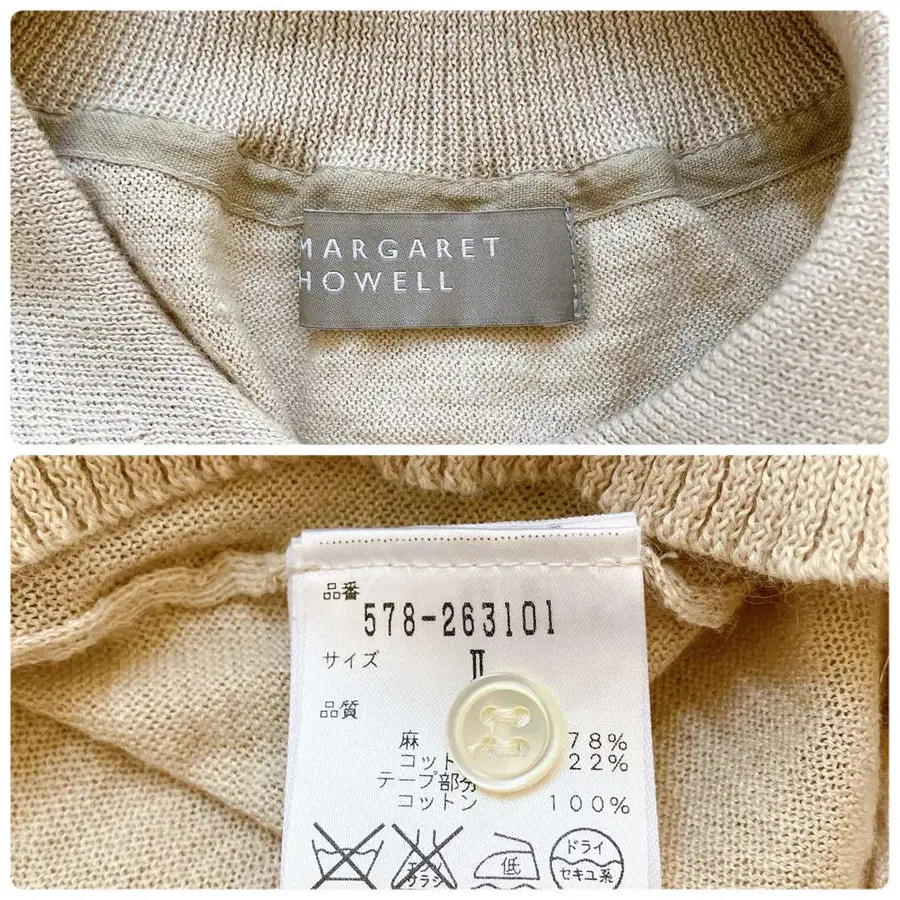 MARGARET
HOWELL
品番
578-263101
サイズ Ⅱ
品質
麻 78%
コット 22%
テープ部分
コットン 100%
低
ドライ
セキユ系